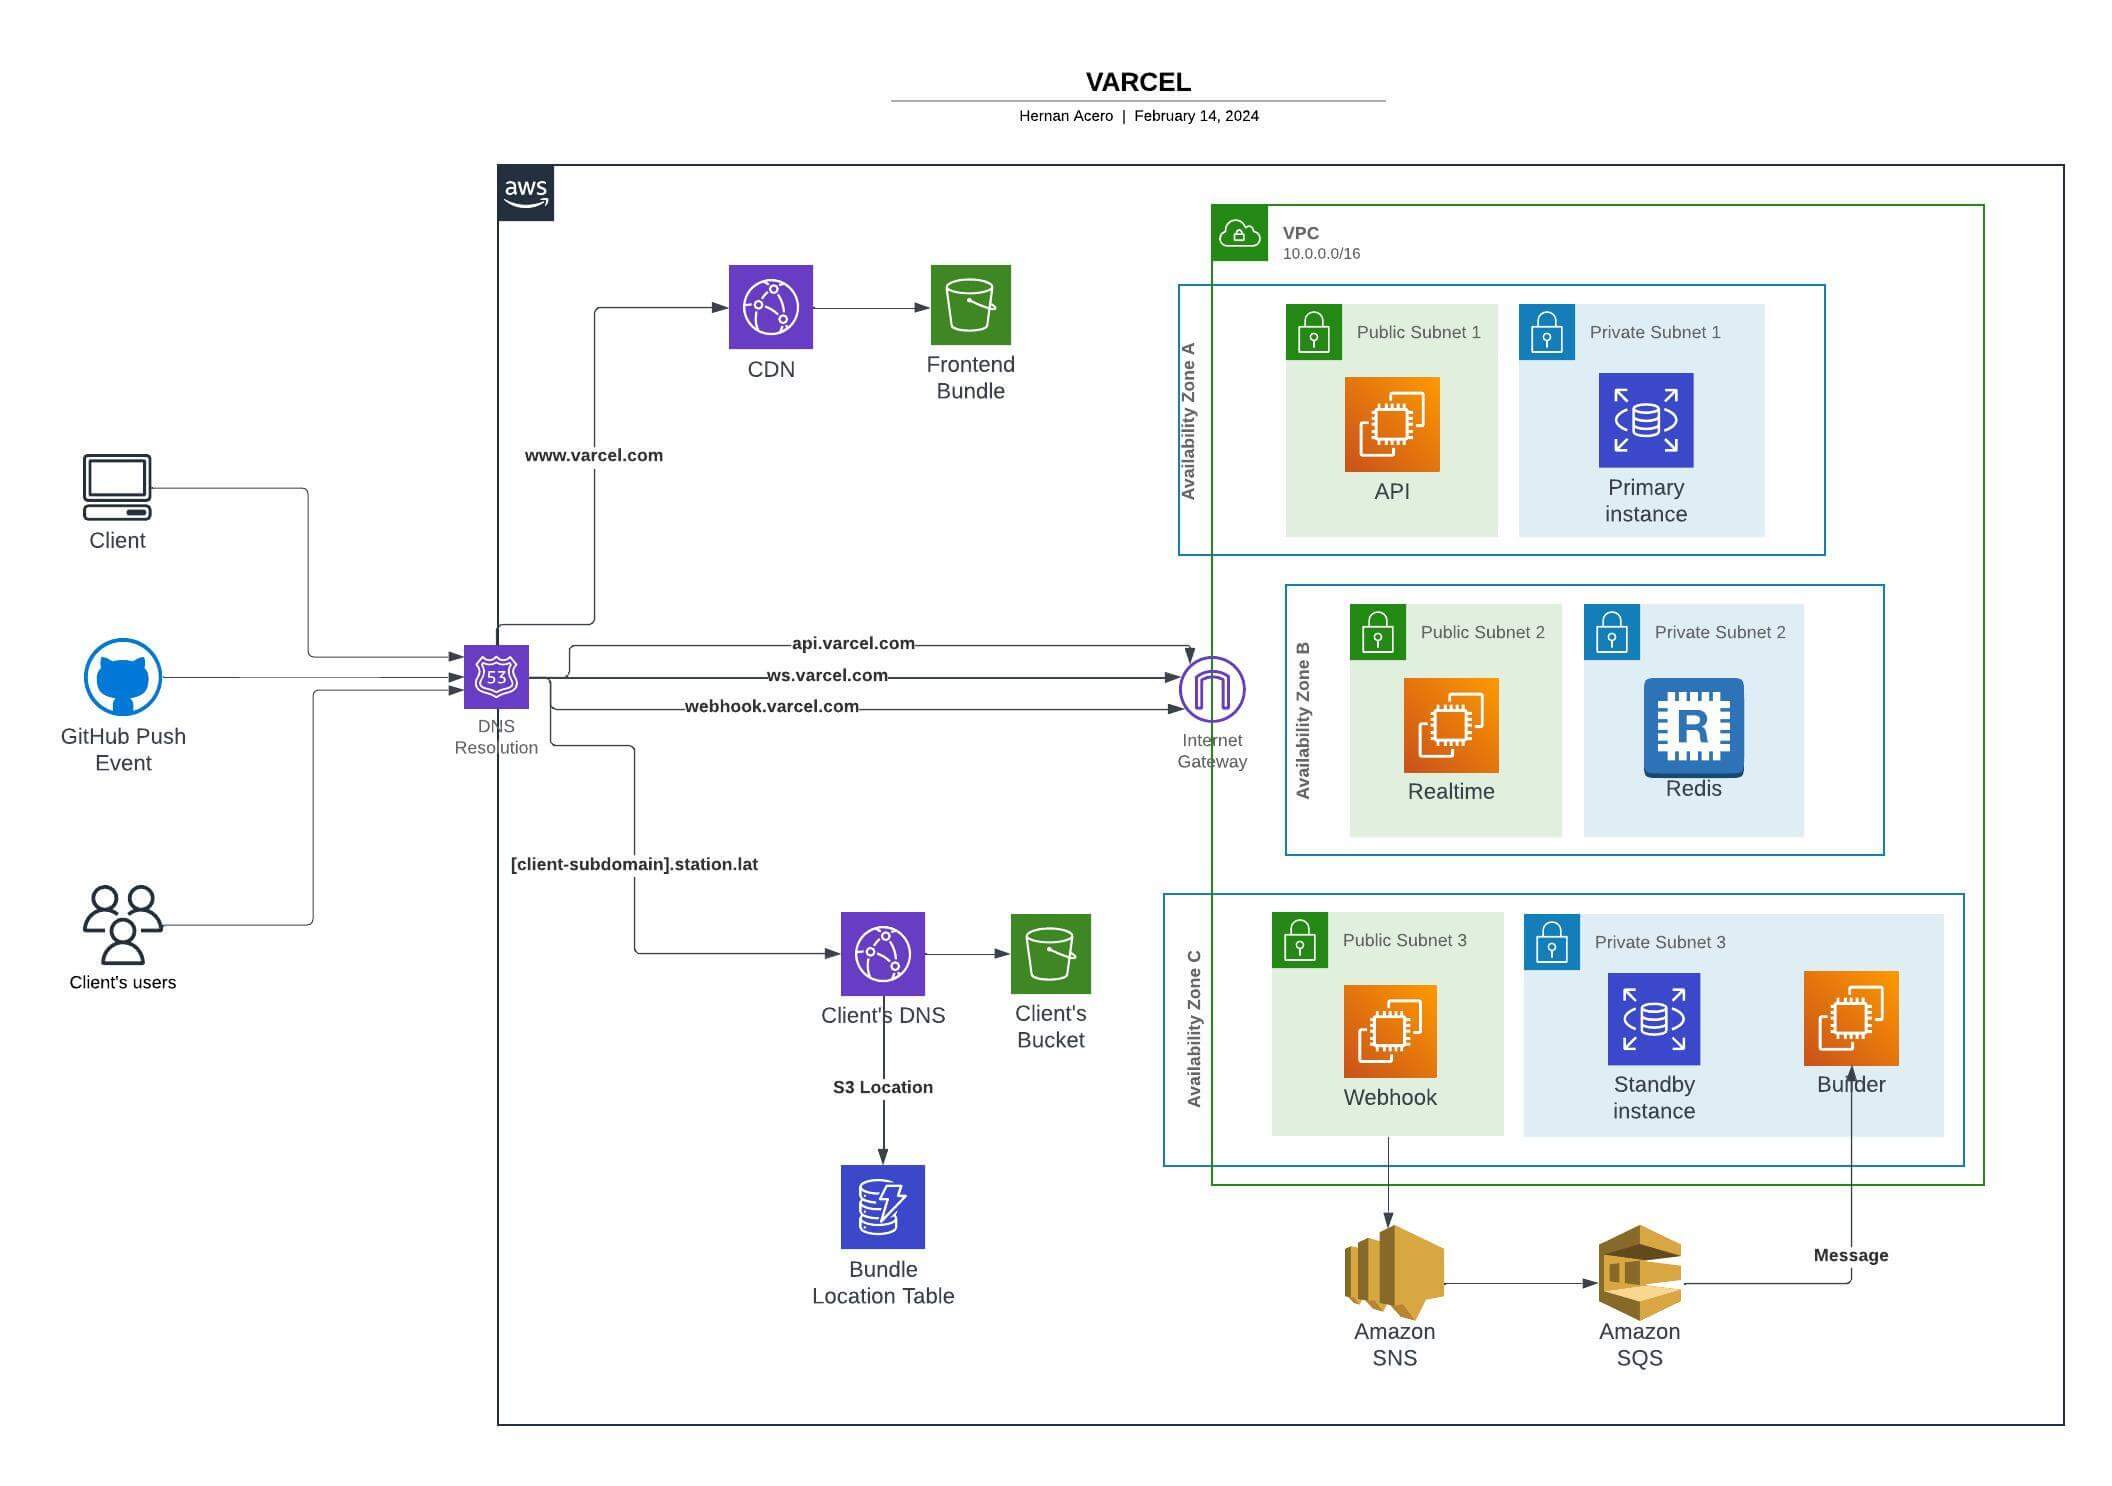 VARCEL
Hernan Acero | February 14, 2024
aws
VPC
10.0.0.0/16
CDN
Frontend
Bundle
www.varcel.com
Availability Zone A
Public Subnet 1
API
Private Subnet 1
Primary
instance
Client
GitHub Push
Event
Client's users
53
DNS
Resolution
api.varcel.com
ws.varcel.com
webhook.varcel.com
Internet
Gateway
Availability Zone B
Public Subnet 2
Realtime
Private Subnet 2
R
Redis
[client-subdomain].station.lat
Client's DNS
Client's
Bucket
S3 Location
Bundle
Location Table
Availability Zone C
Public Subnet 3
Webhook
Private Subnet 3
Standby
instance
Builder
Message
Amazon
SNS
Amazon
SQS